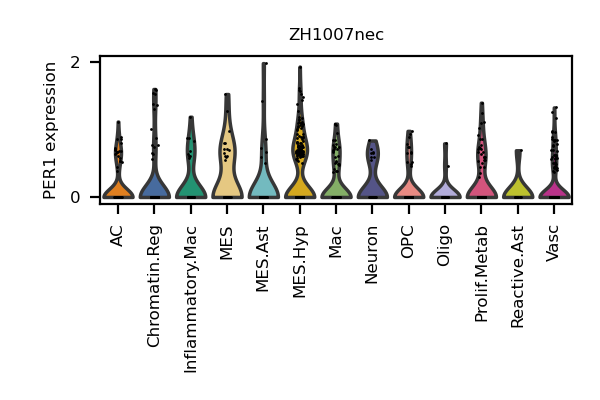 ZH1007nec
PER1 expression
2
0
AC
Chromatin.Reg
Inflammatory.Mac
MES
MES.Ast
MES.Hyp
Mac
Neuron
OPC
Oligo
Prolif.Metab
Reactive.Ast
Vasc